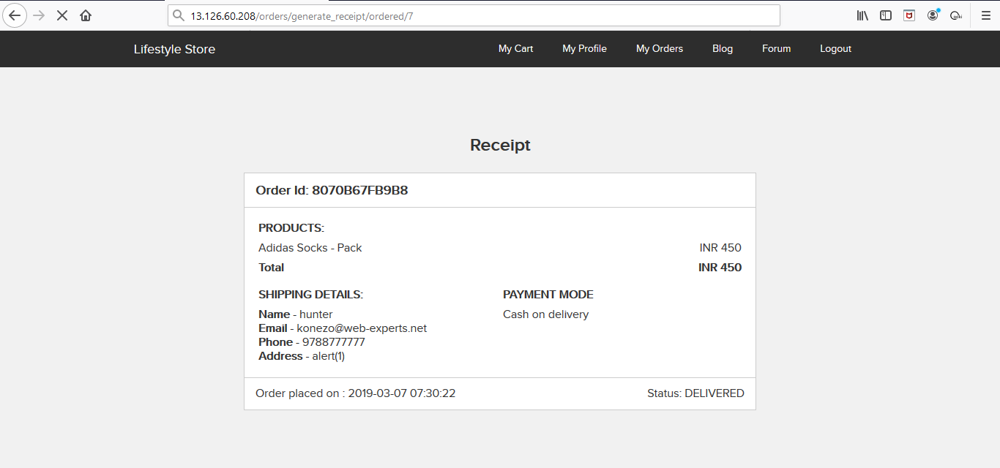 13.126.60.208/orders/generate_receipt/ordered/7
Lifestyle Store
My Cart My Profile My Orders Blog Forum Logout
Receipt
Order Id: 8070B67FB9B8
PRODUCTS:
Adidas Socks - Pack INR 450
Total INR 450
SHIPPING DETAILS: PAYMENT MODE
Name - hunter Cash on delivery
Email - konezo@web-experts.net
Phone - 9788777777
Address - alert(1)
Order placed on : 2019-03-07 07:30:22 Status: DELIVERED